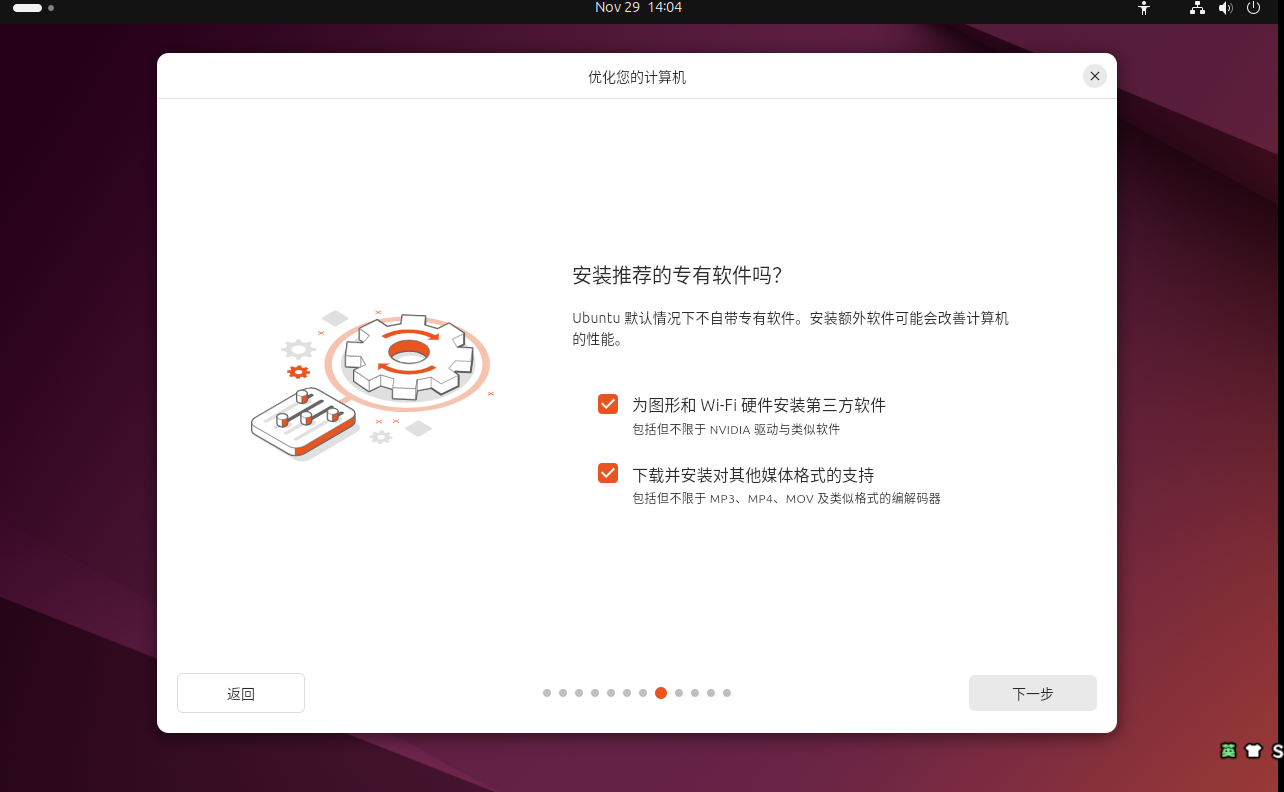 Nov 29 14:04
优化您的计算机
安装推荐的专有软件吗?
Ubuntu 默认情况下不自带专有软件。安装额外软件可能会改善计算机
的性能。
为图形和 Wi-Fi 硬件安装第三方软件
包括但不限于 NVIDIA 驱动与类似软件
下载并安装对其他媒体格式的支持
包括但不限于 MP3、MP4、MOV 及类似格式的编解码器
返回
下一步
英
S